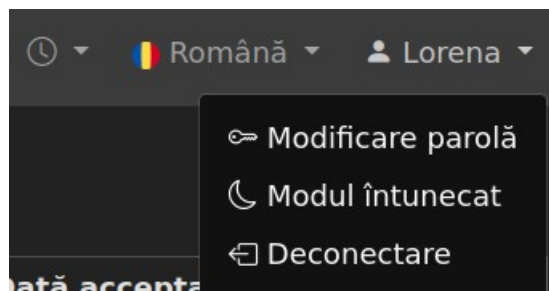 Română Lorena
Modificare parolă
Modul întunecat
Deconectare